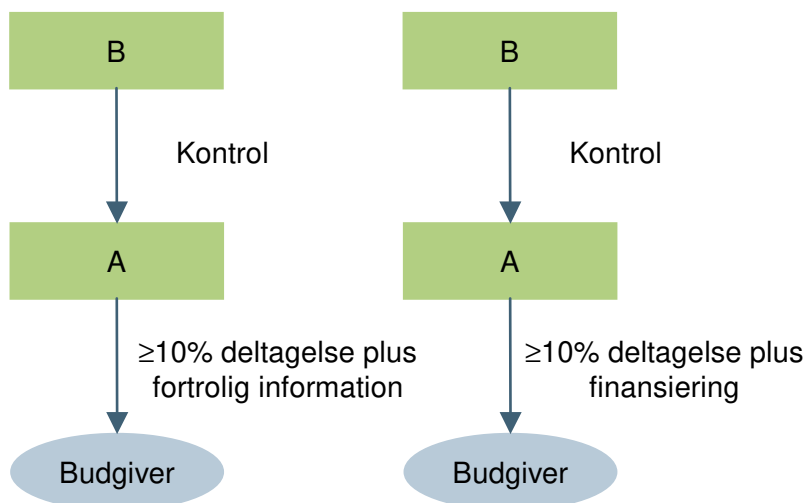 B
Kontrol
A
≥10% deltagelse plus
fortrolig information
Budgiver
B
Kontrol
A
≥10% deltagelse plus
finansiering
Budgiver